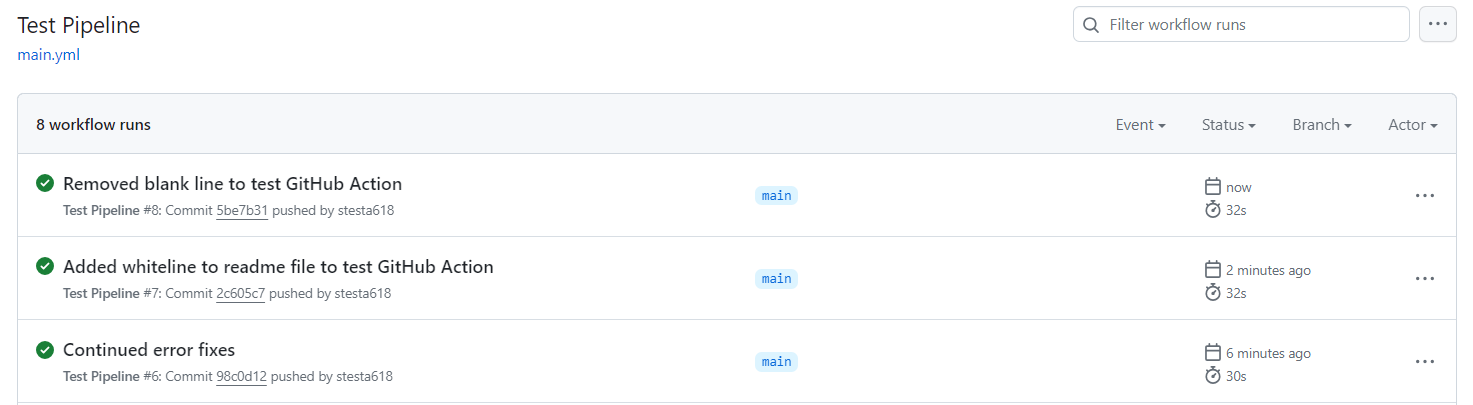 Test Pipeline
Filter workflow runs
main.yml
8 workflow runs
Event
Status
Branch
Actor
Removed blank line to test GitHub Action
Test Pipeline #8: Commit 5be7b31 pushed by stesta618
main
now
32s
Added whiteline to readme file to test GitHub Action
Test Pipeline #7: Commit 2c605c7 pushed by stesta618
main
2 minutes ago
32s
Continued error fixes
Test Pipeline #6: Commit 98c0d12 pushed by stesta618
main
6 minutes ago
30s